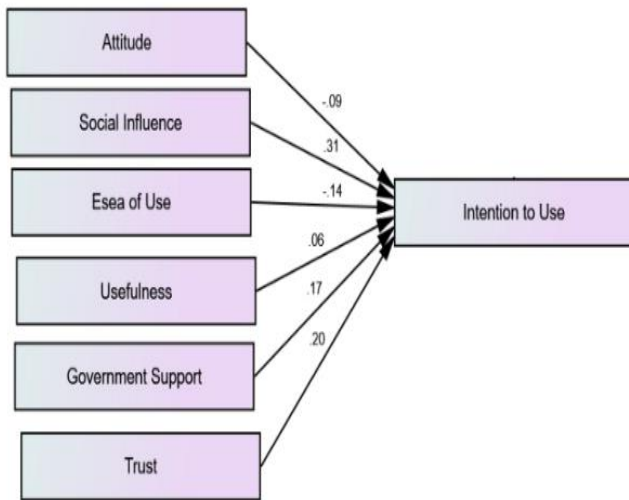 Attitude
-.09
Social Influence
.31
Esea of Use
-.14
Intention to Use
Usefulness
.06
.17
Government Support
.20
Trust